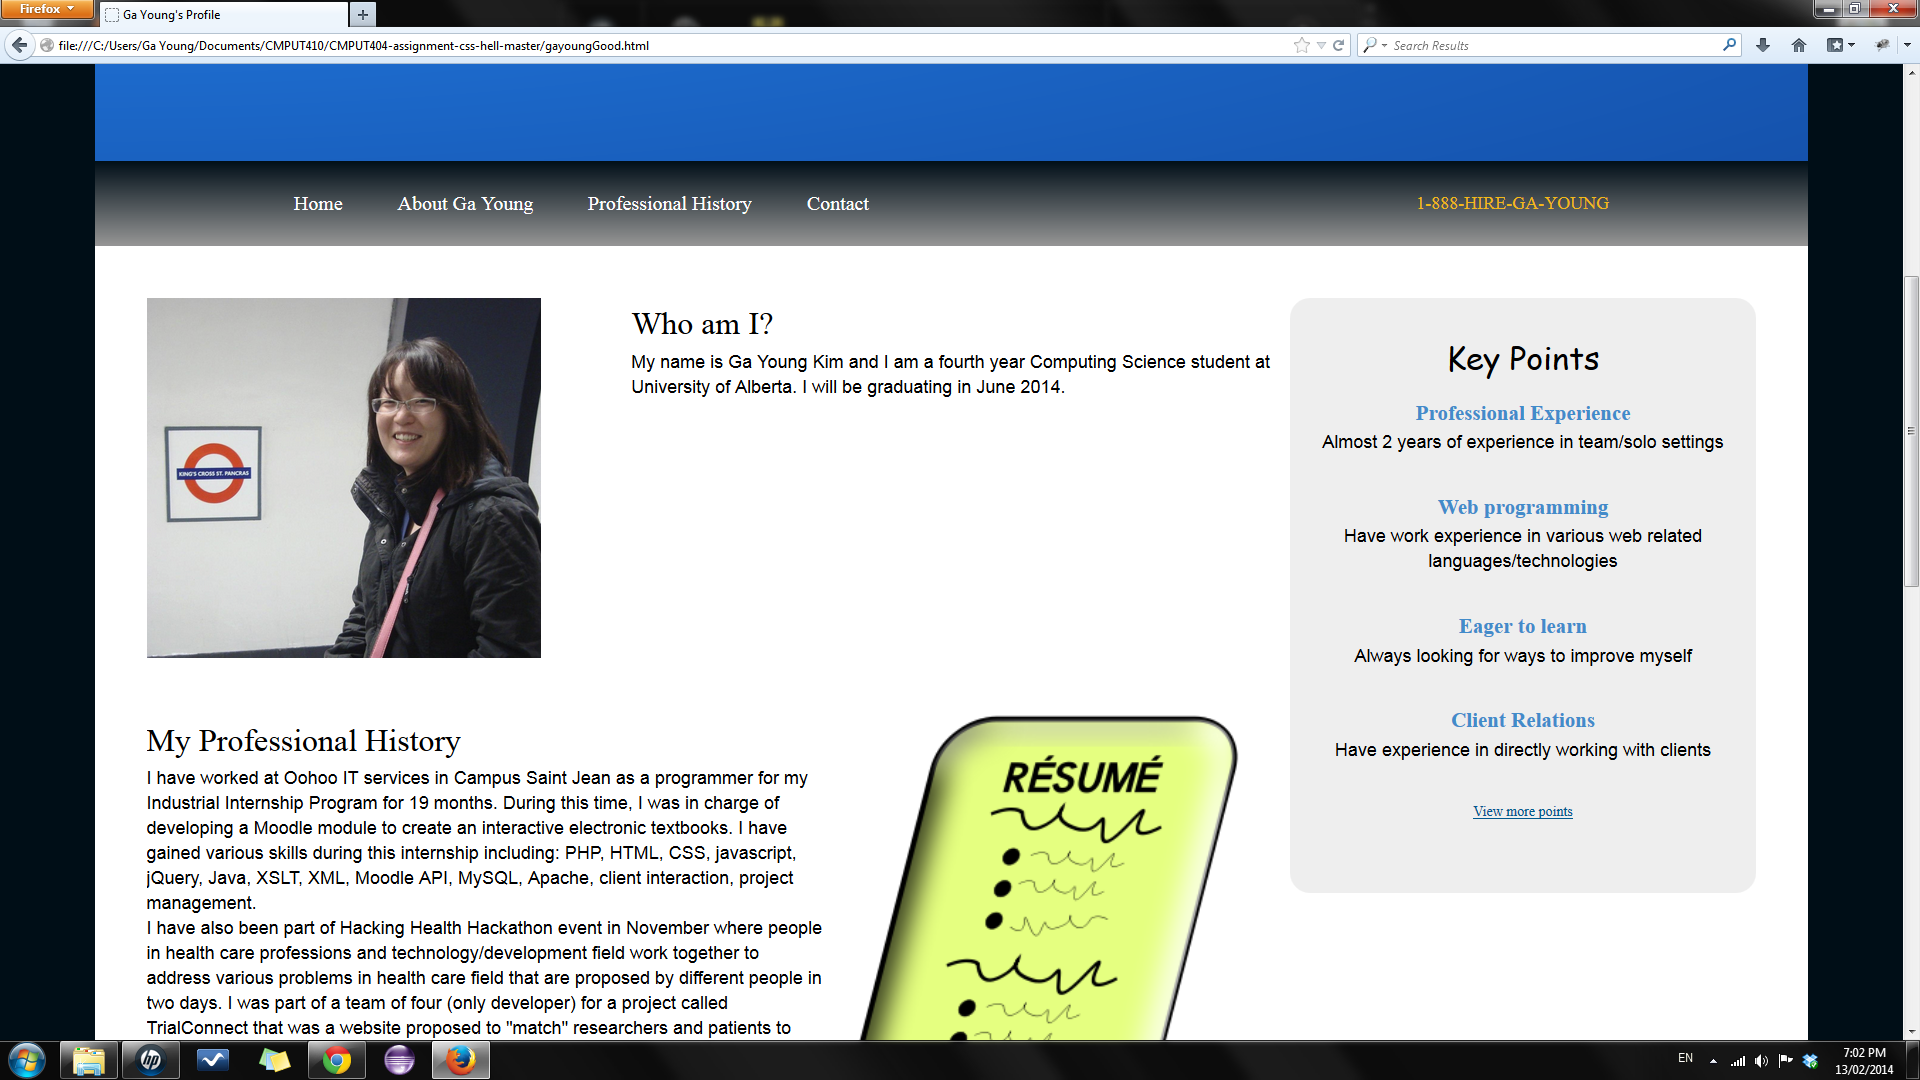 Firefox
Ga Young's Profile
file:///C:/Users/Ga Young/Documents/CMPUT410/CMPUT404-assignment-css-hell-master/gayoungGood.html
Search Results
Home
About Ga Young
Professional History
Contact
1-888-HIRE-GA-YOUNG
KING'S CROSS ST. PANCRAS
Who am I?
My name is Ga Young Kim and I am a fourth year Computing Science student at
University of Alberta. I will be graduating in June 2014.
My Professional History
I have worked at Oohoo IT services in Campus Saint Jean as a programmer for my
Industrial Internship Program for 19 months. During this time, I was in charge of
developing a Moodle module to create an interactive electronic textbooks. I have
gained various skills during this internship including: PHP, HTML, CSS, javascript,
jQuery, Java, XSLT, XML, Moodle API, MySQL, Apache, client interaction, project
management.
I have also been part of Hacking Health Hackathon event in November where people
in health care professions and technology/development field work together to
address various problems in health care field that are proposed by different people in
two days. I was part of a team of four (only developer) for a project called
TrialConnect that was a website proposed to "match" researchers and patients to
RÉSUMÉ
Key Points
Professional Experience
Almost 2 years of experience in team/solo settings
Web programming
Have work experience in various web related
languages/technologies
Eager to learn
Always looking for ways to improve myself
Client Relations
Have experience in directly working with clients
View more points
hp
EN
7:02 PM
13/02/2014